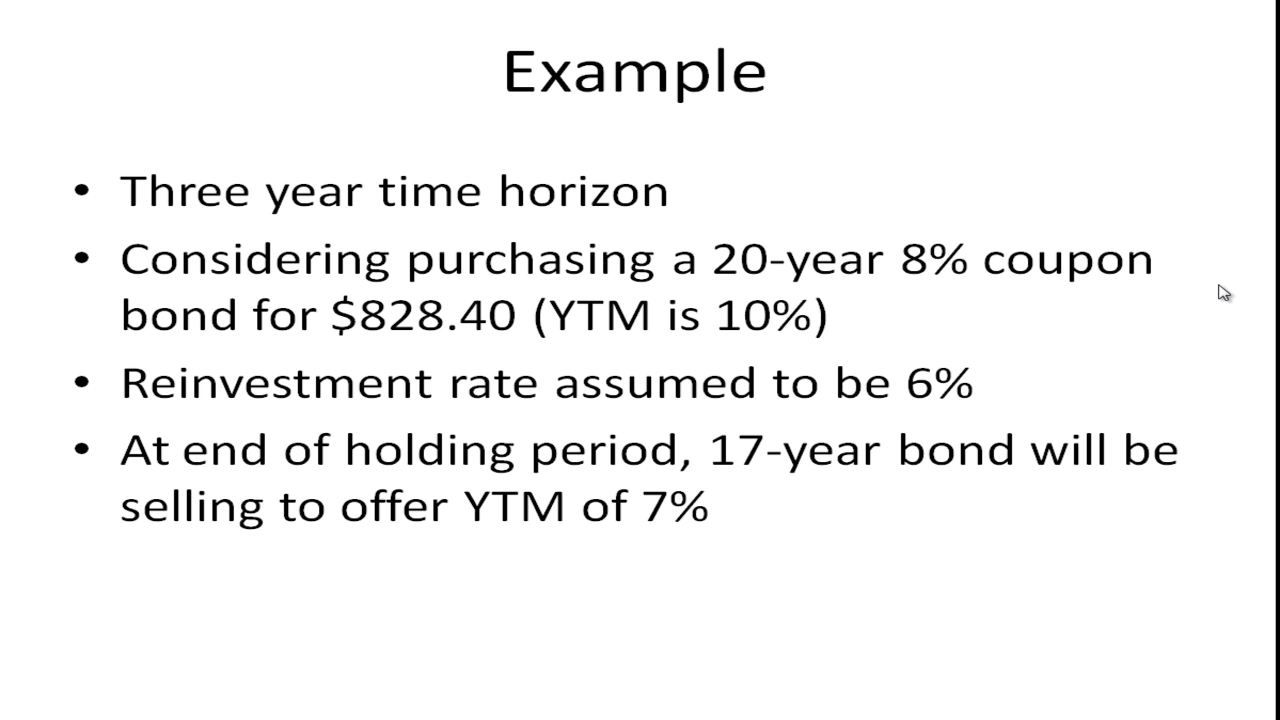 Example
• Three year time horizon
• Considering purchasing a 20-year 8% coupon
bond for $828.40 (YTM is 10%)
• Reinvestment rate assumed to be 6%
• At end of holding period, 17-year bond will be
selling to offer YTM of 7%